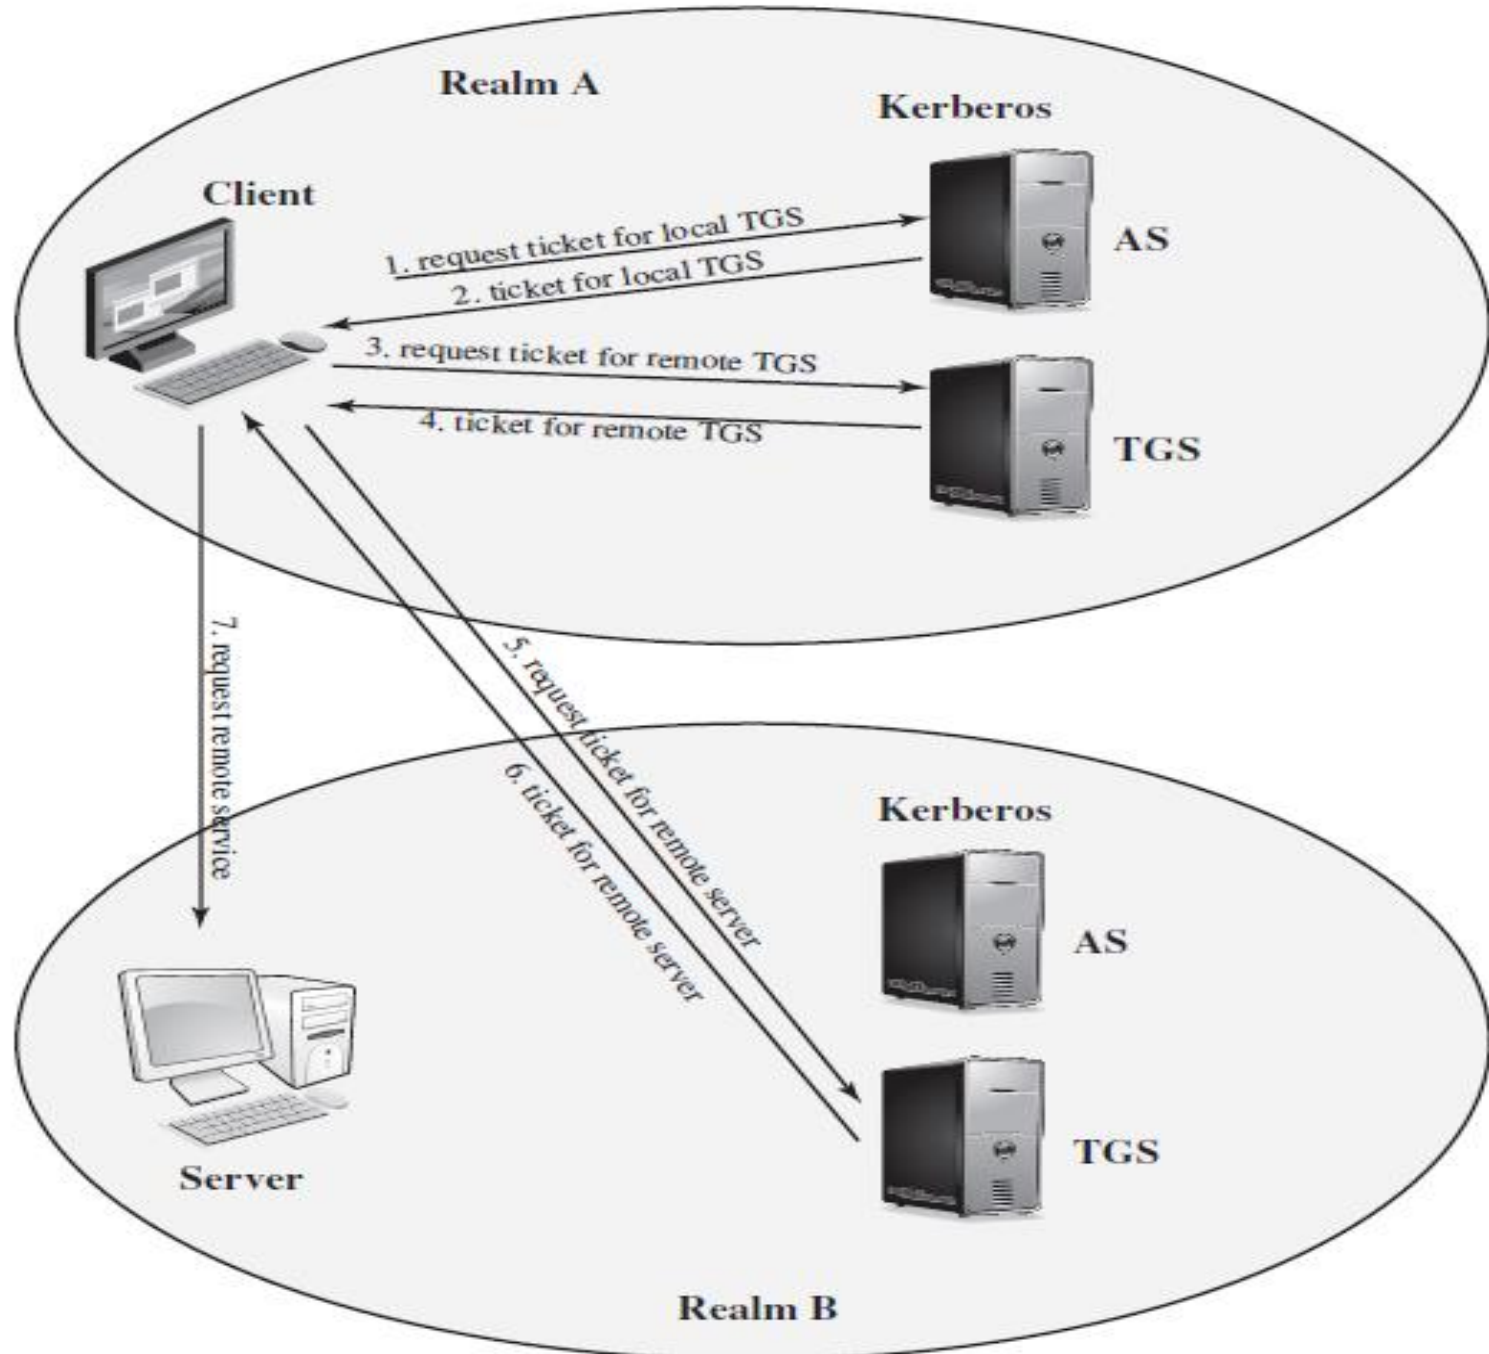 Realm A
Kerberos
Client
1. request ticket for local TGS
2. ticket for local TGS
AS
3. request ticket for remote TGS
4. ticket for remote TGS
TGS
7. request remote service
5. request ticket for remote server
6. ticket for remote server
Kerberos
AS
TGS
Server
Realm B